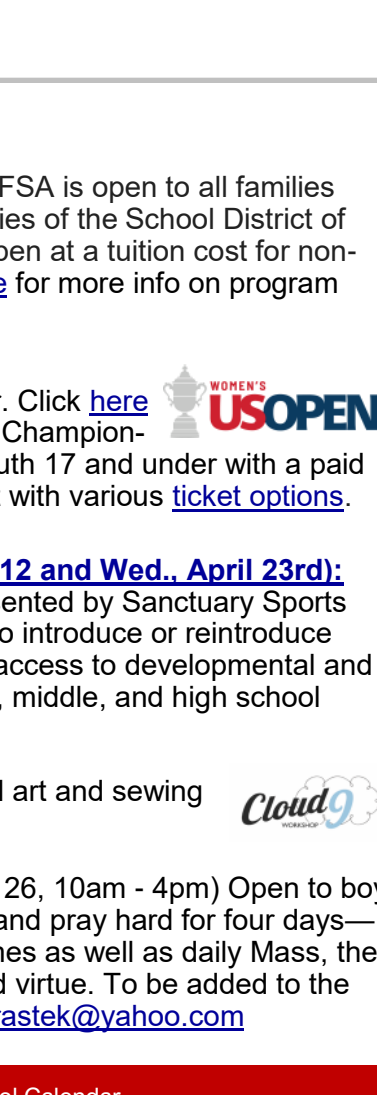 FSA is open to all families
ies of the School District of
pen at a tuition cost for non-
e for more info on program
WOMEN'S
USOPEN
r. Click here
Champion-
uth 17 and under with a paid
t with various ticket options.
12 and Wed., April 23rd):
sented by Sanctuary Sports
o introduce or reintroduce
access to developmental and
, middle, and high school
l art and sewing
Cloud9
WORKSHOP
26, 10am - 4pm) Open to boy
and pray hard for four days—
nes as well as daily Mass, the
d virtue. To be added to the
rastek@yahoo.com
ol Calendar